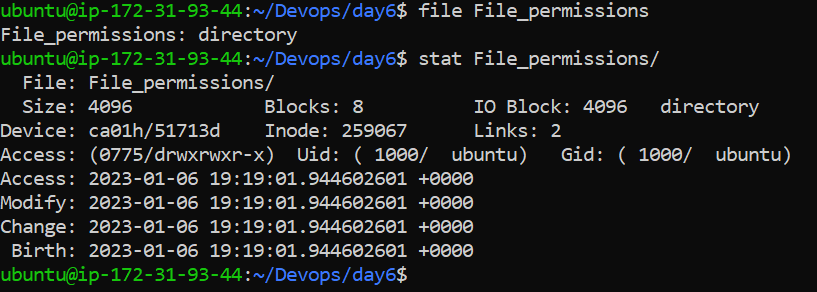 ubuntu@ip-172-31-93-44:~/Devops/day6$ file File_permissions
File_permissions: directory
ubuntu@ip-172-31-93-44:~/Devops/day6$ stat File_permissions/
  File: File_permissions/
  Size: 4096            Blocks: 8          IO Block: 4096   directory
Device: ca01h/51713d    Inode: 259067      Links: 2
Access: (0775/drwxrwxr-x)  Uid: ( 1000/  ubuntu)   Gid: ( 1000/  ubuntu)
Access: 2023-01-06 19:19:01.944602601 +0000
Modify: 2023-01-06 19:19:01.944602601 +0000
Change: 2023-01-06 19:19:01.944602601 +0000
 Birth: 2023-01-06 19:19:01.944602601 +0000
ubuntu@ip-172-31-93-44:~/Devops/day6$